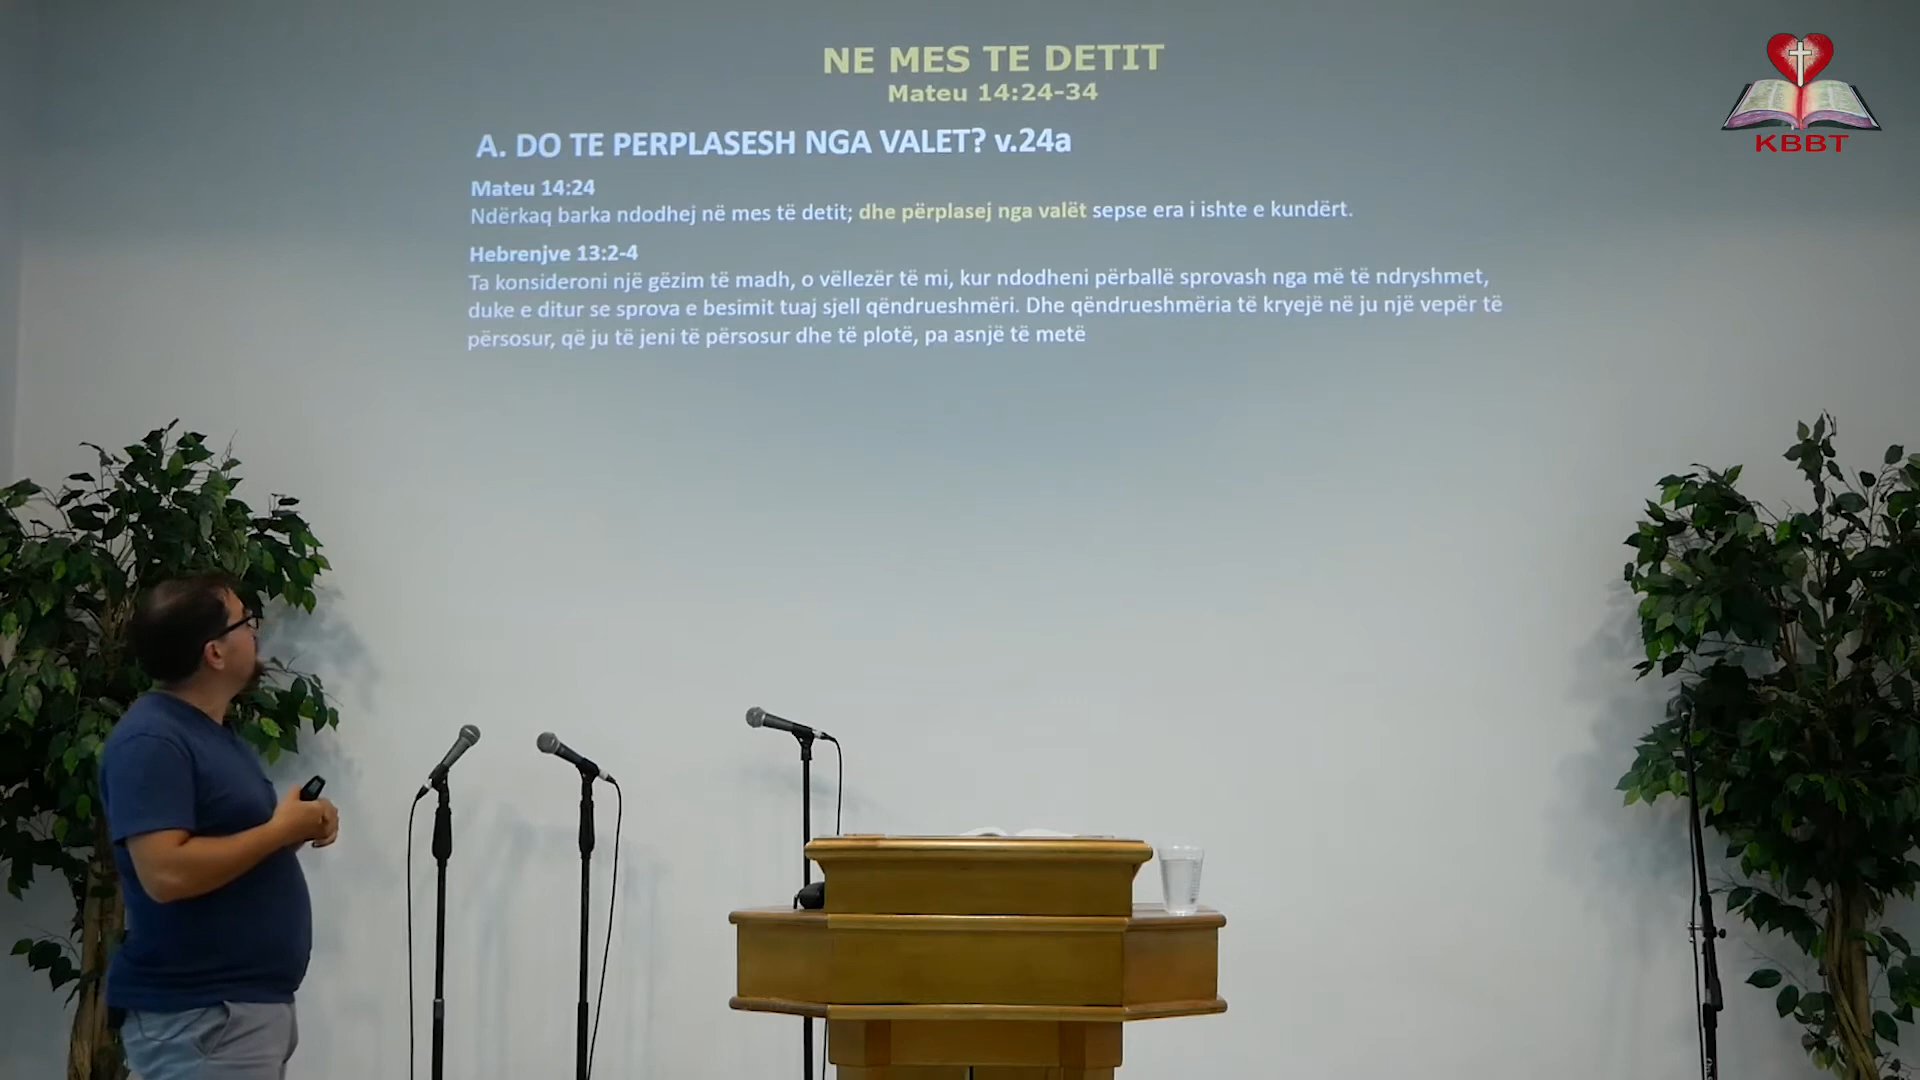 NE MES TE DETIT
Mateu 14:24-34
A. DO TE PERPLASESH NGA VALET? v.24a
Mateu 14:24
Ndërkaq barka ndodhej në mes të detit; dhe përplasej nga valët sepse era i ishte e kundërt.
Hebrenjve 13:2-4
Ta konsideroni një gëzim të madh, o vëllezër të mi, kur ndodheni përballë sprovash nga më të ndryshmet,
duke e ditur se sprova e besimit tuaj sjell qëndrueshmëri. Dhe qëndrueshmëria të kryejë në ju një vepër të
përsosur, që ju të jeni të përsosur dhe të plotë, pa asnjë të metë
KBBT